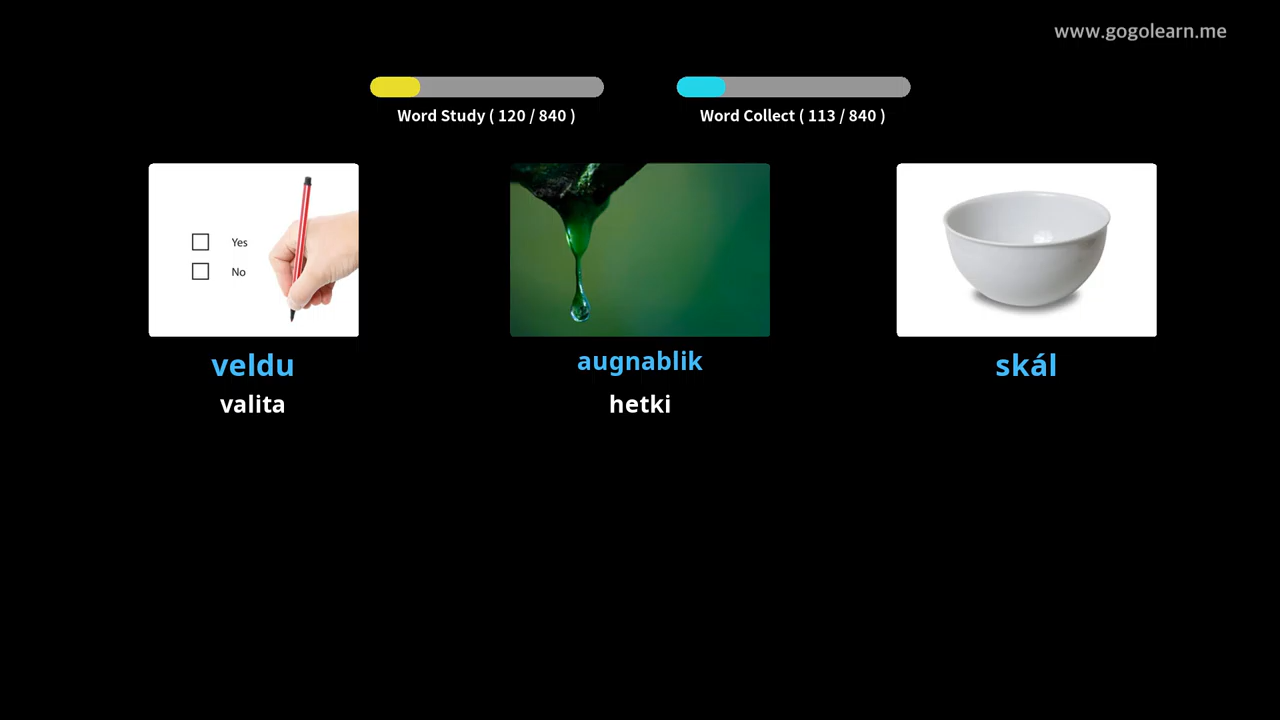 www.gogolearn.me
Word Study ( 120 / 840 )
Word Collect ( 113 / 840 )
Yes
No
veldu
valita
augnablik
hetki
skál